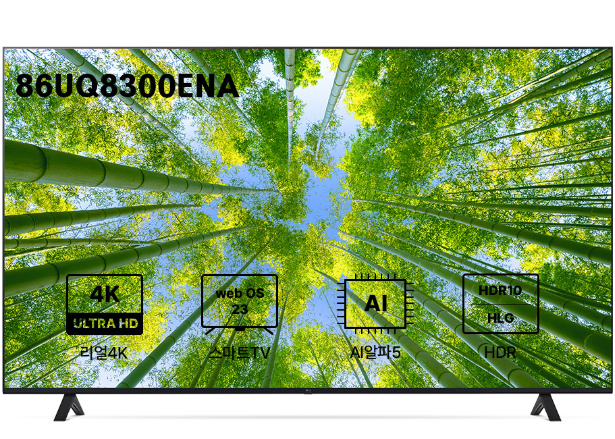 86UQ8300ENA
4K
ULTRA HD
리얼4K
web OS
23
스마트TV
AI
AI알파5
HDR10
HLG
HDR